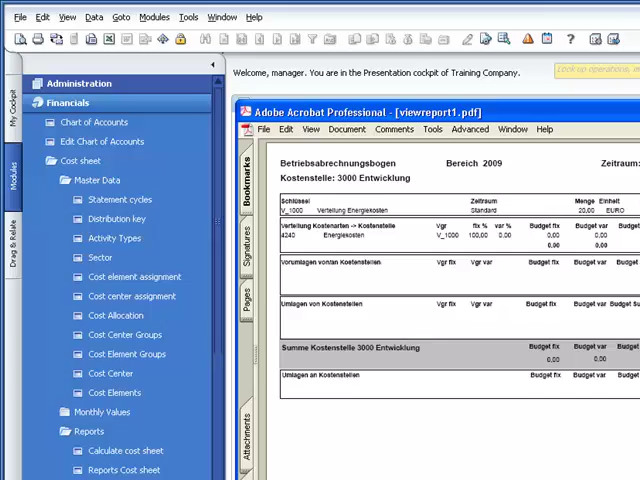 File Edit View Data Goto Modules Tools Window Help
Welcome, manager. You are in the Presentation cockpit of Training Company.
Look up operations,
My Cockpit
Modules
Drag & Relate
Administration
Financials
Chart of Accounts
Edit Chart of Accounts
Cost sheet
Master Data
Statement cycles
Distribution key
Activity Types
Sector
Cost element assignment
Cost center assignment
Cost Allocation
Cost Center Groups
Cost Element Groups
Cost Center
Cost Elements
Monthly Values
Reports
Calculate cost sheet
Reports Cost sheet
Adobe Acrobat Professional - [viewreport1.pdf]
File Edit View Document Comments Tools Advanced Window Help
Bookmarks
Signatures
Pages
Attachments
Betriebsabrechnungsbogen Bereich 2009 Zeitraum:
Kostenstelle: 3000 Entwicklung
Schlüssel Zeitraum Menge Einheit
V_1000 Verteilung Energiekosten Standard 20,00 EURO
Verteilung Kostenarten -> Kostenstelle Vgr fix % var % Budget fix Budget var Budget
4240 Energiekosten V_1000 100,00 0,00 0,00 0,00
0,00 0,00
Vorumlagen von/an Kostenstellen Vgr fix Vgr var Budget fix Budget var Budget
Umlagen von Kostenstellen Vgr fix Vgr var Budget fix Budget var Budget Su
Summe Kostenstelle 3000 Entwicklung Budget fix Budget var Budget
0,00 0,00
Umlagen an Kostenstellen Budget fix Budget var Budget